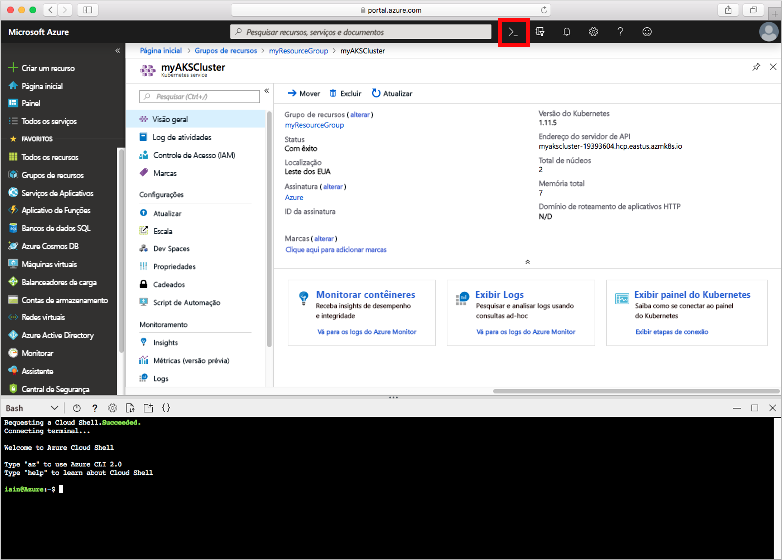 portal.azure.com
Microsoft Azure
Pesquisar recursos, serviços e documentos
>_
?
«
Criar um recurso
Página inicial
Painel
Todos os serviços
FAVORITOS
Todos os recursos
Grupos de recursos
Serviços de Aplicativos
Aplicativo de Funções
Bancos de dados SQL
Azure Cosmos DB
Máquinas virtuais
Balanceadores de carga
Contas de armazenamento
Redes virtuais
Azure Active Directory
Monitorar
Assistente
Central de Segurança
Página inicial > Grupos de recursos > myResourceGroup > myAKSCluster
myAKSCluster
Kubernetes service
Pesquisar (Ctrl+/)
«
Visão geral
Log de atividades
Controle de Acesso (IAM)
Marcas
Configurações
Atualizar
Escala
Dev Spaces
Propriedades
Cadeados
Script de Automação
Monitoramento
Insights
Métricas (versão prévia)
Logs
Mover
Excluir
Atualizar
Grupo de recursos (alterar)
myResourceGroup
Status
Com êxito
Localização
Leste dos EUA
Assinatura (alterar)
Azure
ID da assinatura
Marcas (alterar)
Clique aqui para adicionar marcas
Versão do Kubernetes
1.11.5
Endereço do servidor de API
myakscluster-19393604.hcp.eastus.azmk8s.io
Total de núcleos
2
Memória total
7
Domínio de roteamento de aplicativos HTTP
N/D
Monitorar contêineres
Receba insights de desempenho
e integridade
Vá para os logs do Azure Monitor
Exibir Logs
Pesquisar e analisar logs usando
consultas ad-hoc
Vá para os logs do Azure Monitor
Exibir painel do Kubernetes
Saiba como se conectar ao painel
do Kubernetes
Exibir etapas de conexão
Bash
?
{}
Requesting a Cloud Shell.Succeeded.
Connecting terminal...
Welcome to Azure Cloud Shell
Type "az" to use Azure CLI 2.0
Type "help" to learn about Cloud Shell
iain@Azure:~$